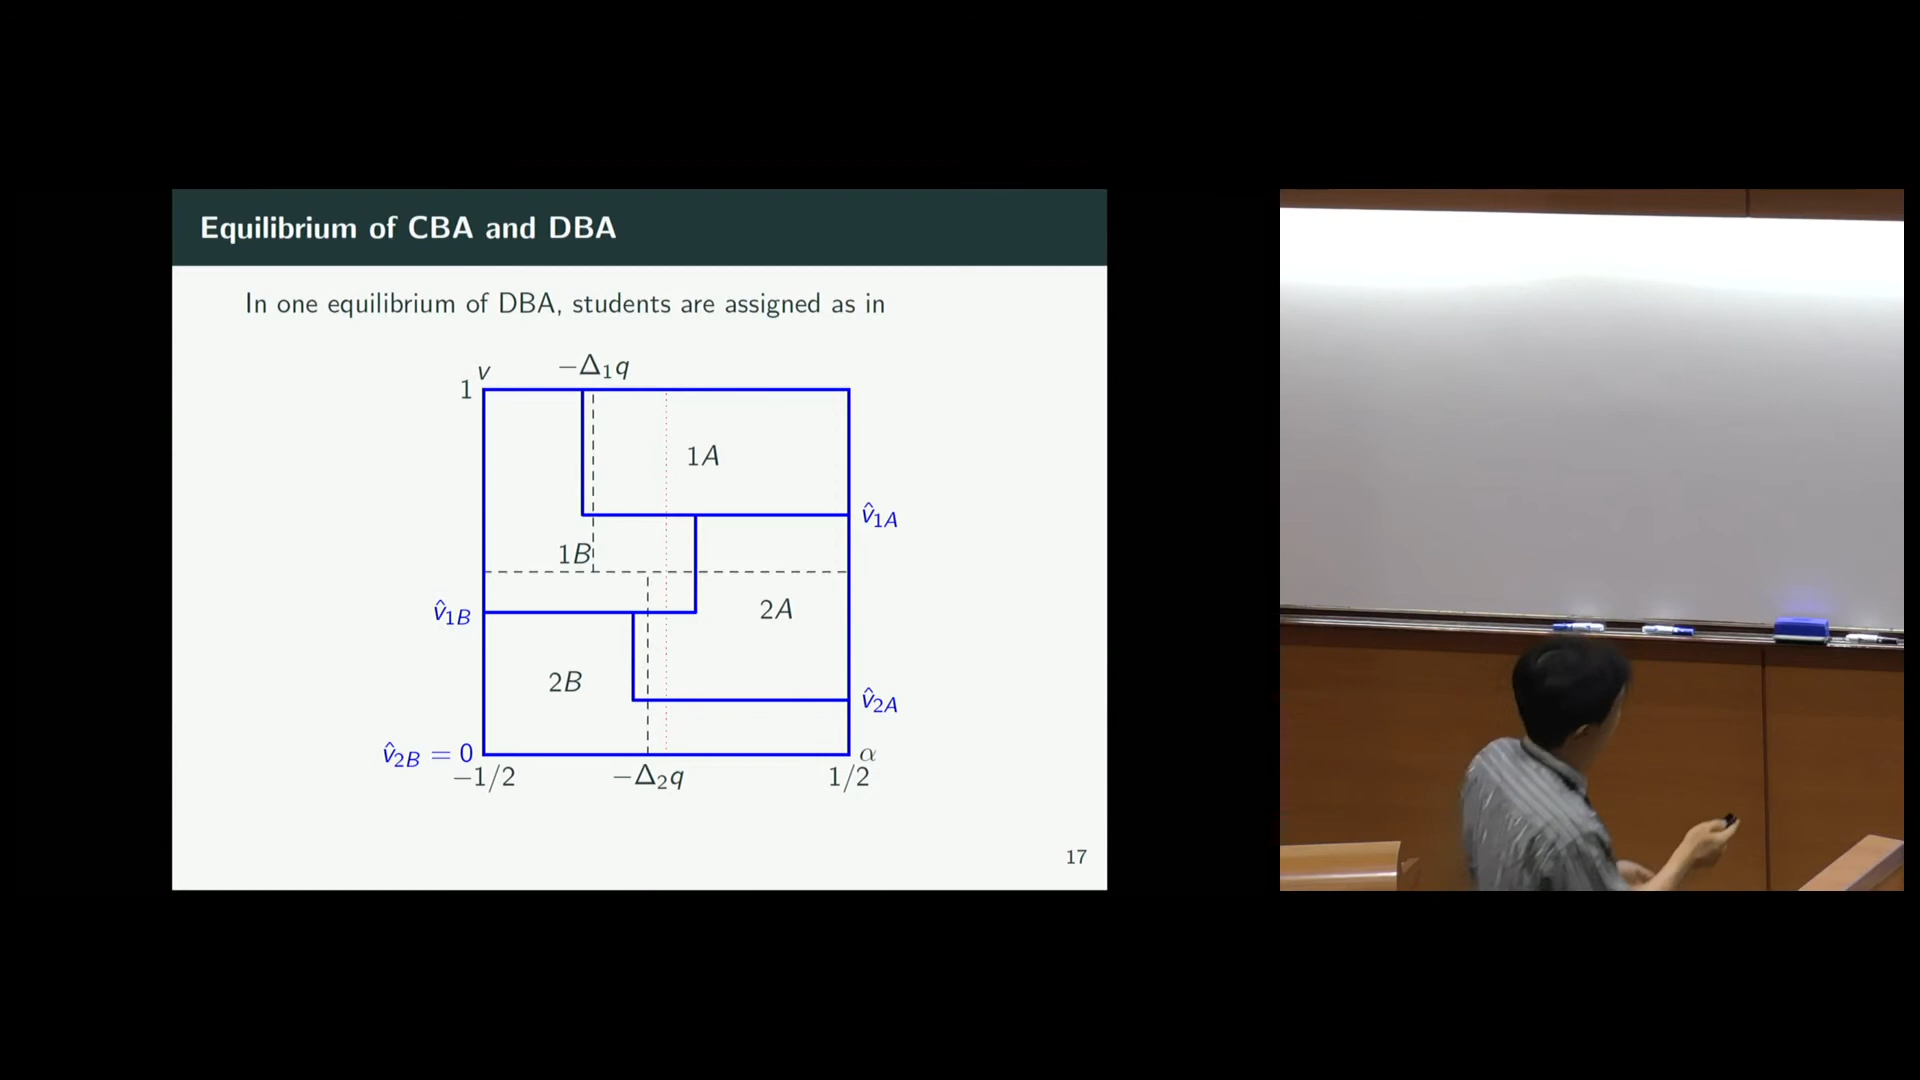 Equilibrium of CBA and DBA
In one equilibrium of DBA, students are assigned as in
v
−Δ₁q
1
1A
v̂₁A
1B
v̂₁B
2A
2B
v̂₂A
v̂₂B = 0
α
−1/2
−Δ₂q
1/2
17